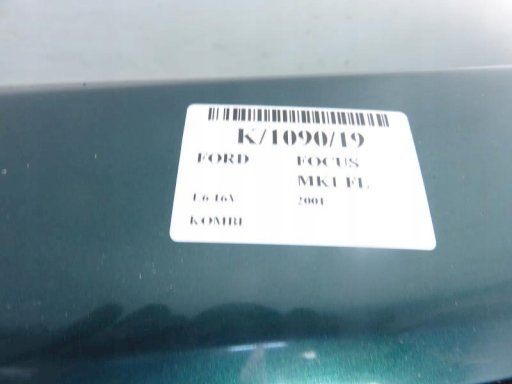 K/1090/19
FORD FOCUS
MK1 FL
1.6 16V 2001
KOMBI